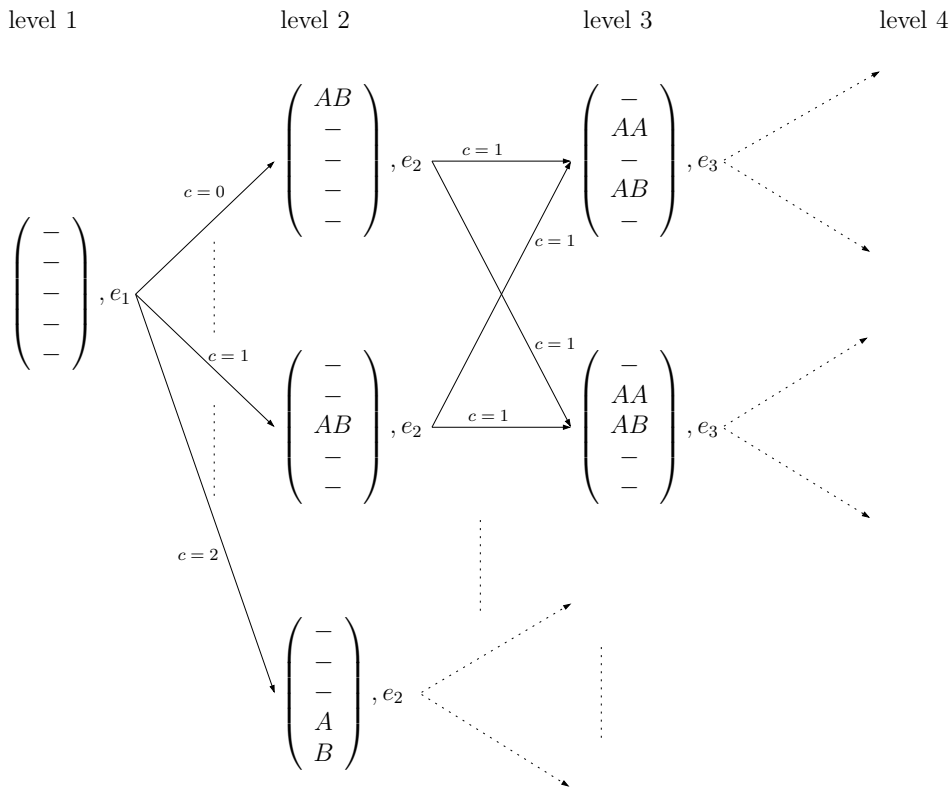 level 1 level 2 level 3 level 4
AB
−
−
−
−
, e₂
c = 1
−
AA
−
AB
−
, e₃
c = 0
−
−
−
−
−
, e₁
c = 1
c = 1
c = 1
−
−
AB
−
−
, e₂
c = 1
−
AA
AB
−
−
, e₃
c = 2
−
−
−
A
B
, e₂